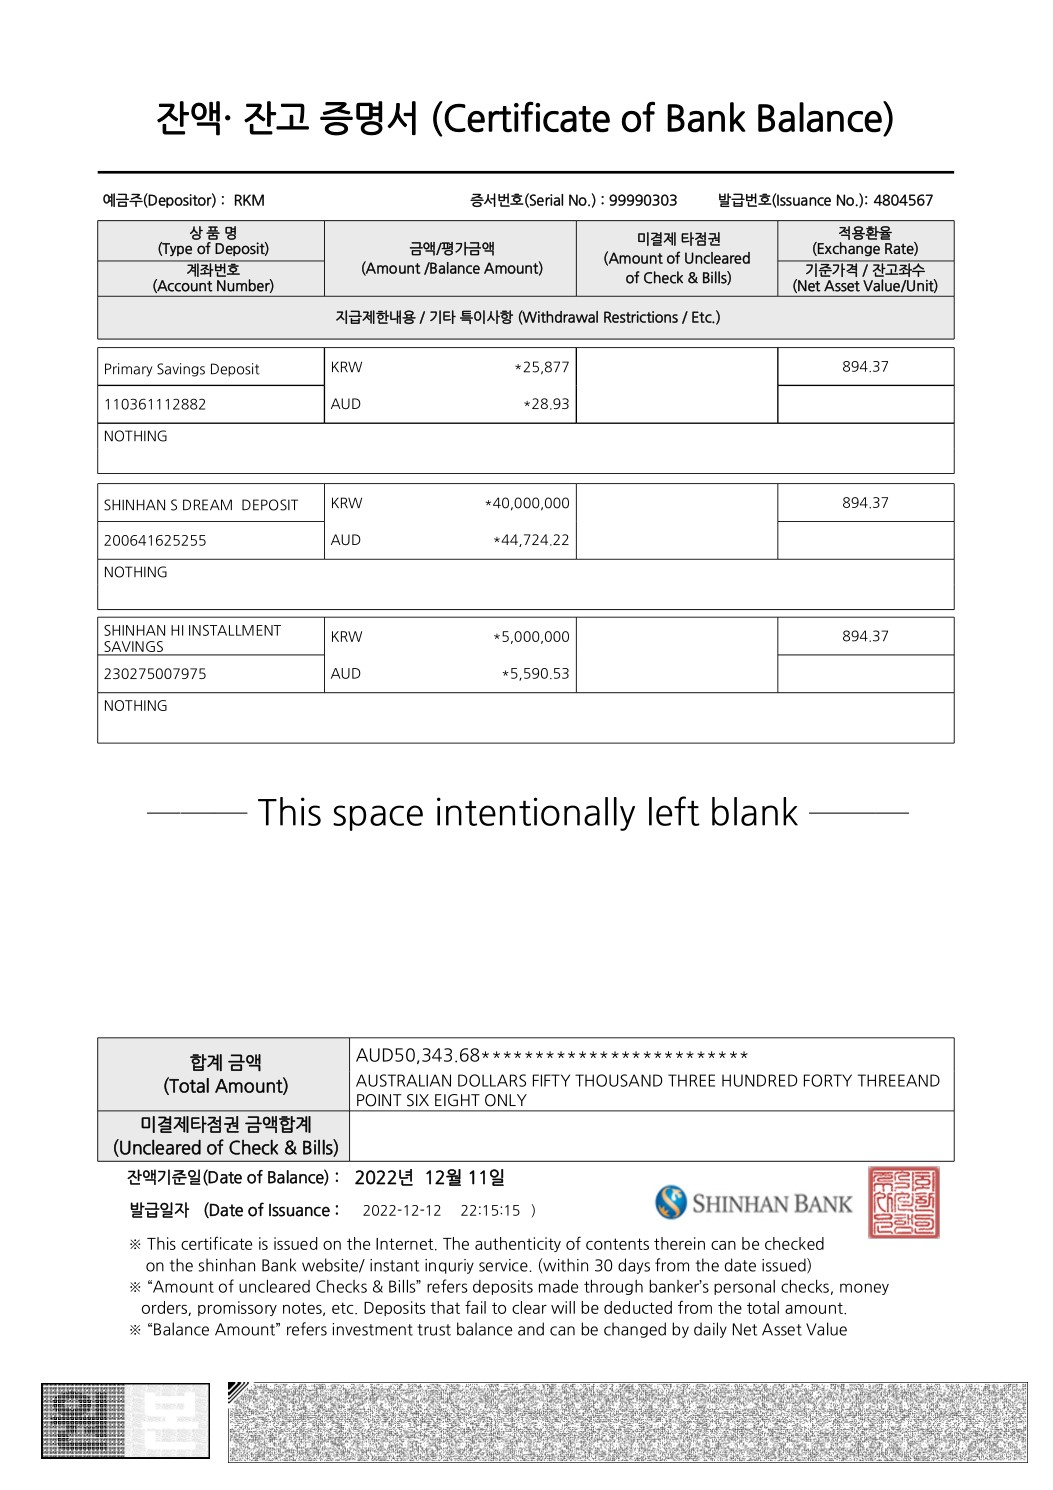 잔액· 잔고 증명서 (Certificate of Bank Balance)
예금주(Depositor) : RKM 증서번호(Serial No.) : 99990303 발급번호(Issuance No.): 4804567
상 품 명
(Type of Deposit)
계좌번호
(Account Number)
금액/평가금액
(Amount /Balance Amount)
미결제 타점권
(Amount of Uncleared
of Check & Bills)
적용환율
(Exchange Rate)
기준가격 / 잔고좌수
(Net Asset Value/Unit)
지급제한내용 / 기타 특이사항 (Withdrawal Restrictions / Etc.)
Primary Savings Deposit KRW *25,877 894.37
110361112882 AUD *28.93
NOTHING
SHINHAN S DREAM DEPOSIT KRW *40,000,000 894.37
200641625255 AUD *44,724.22
NOTHING
SHINHAN HI INSTALLMENT
SAVINGS
KRW *5,000,000 894.37
230275007975 AUD *5,590.53
NOTHING
This space intentionally left blank
합계 금액
(Total Amount)
AUD50,343.68*************************
AUSTRALIAN DOLLARS FIFTY THOUSAND THREE HUNDRED FORTY THREEAND
POINT SIX EIGHT ONLY
미결제타점권 금액합계
(Uncleared of Check & Bills)
잔액기준일(Date of Balance) : 2022년 12월 11일
발급일자 (Date of Issuance : 2022-12-12 22:15:15 )
SHINHAN BANK
※ This certificate is issued on the Internet. The authenticity of contents therein can be checked
on the shinhan Bank website/ instant inquriy service. (within 30 days from the date issued)
※ “Amount of uncleared Checks & Bills” refers deposits made through banker’s personal checks, money
orders, promissory notes, etc. Deposits that fail to clear will be deducted from the total amount.
※ “Balance Amount” refers investment trust balance and can be changed by daily Net Asset Value
원본